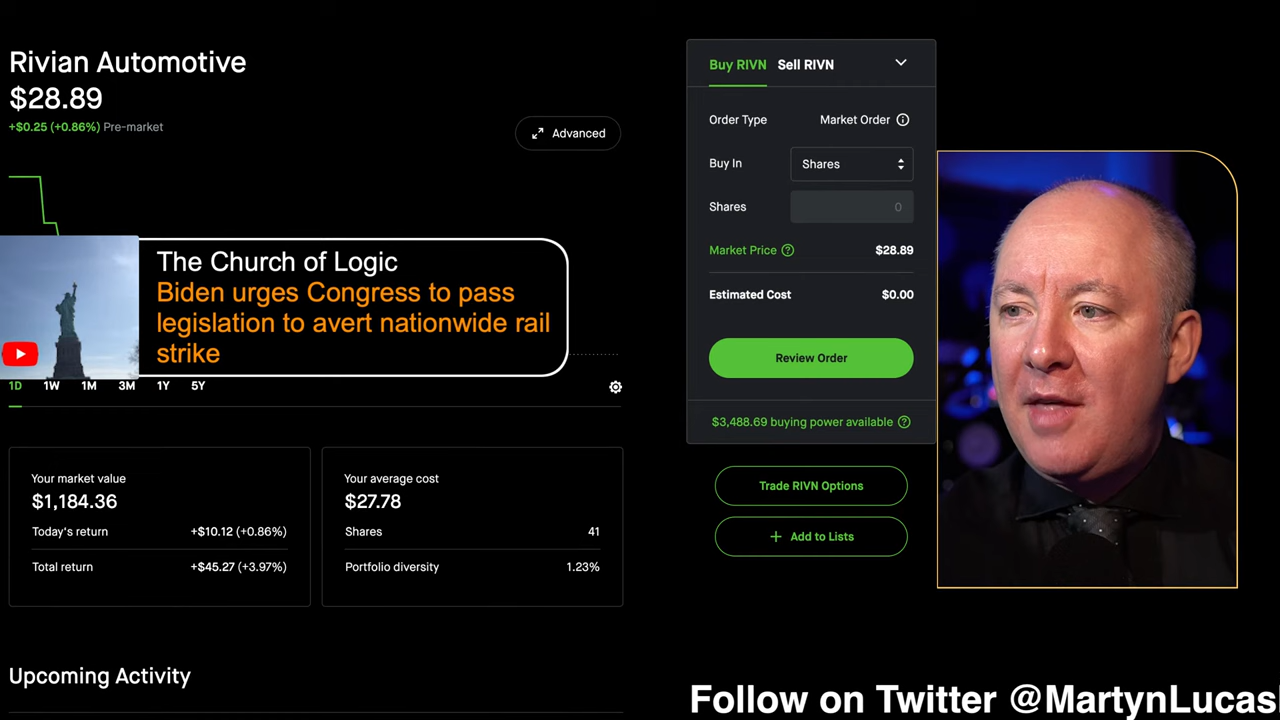 Rivian Automotive
$28.89
+$0.25 (+0.86%) Pre-market
Advanced
The Church of Logic
Biden urges Congress to pass
legislation to avert nationwide rail
strike
1D 1W 1M 3M 1Y 5Y
Your market value
$1,184.36
Today's return +$10.12 (+0.86%)
Total return +$45.27 (+3.97%)
Your average cost
$27.78
Shares 41
Portfolio diversity 1.23%
Upcoming Activity
Buy RIVN Sell RIVN
Order Type Market Order
Buy In Shares
Shares 0
Market Price $28.89
Estimated Cost $0.00
Review Order
$3,488.69 buying power available
Trade RIVN Options
+ Add to Lists
Follow on Twitter @MartynLucas